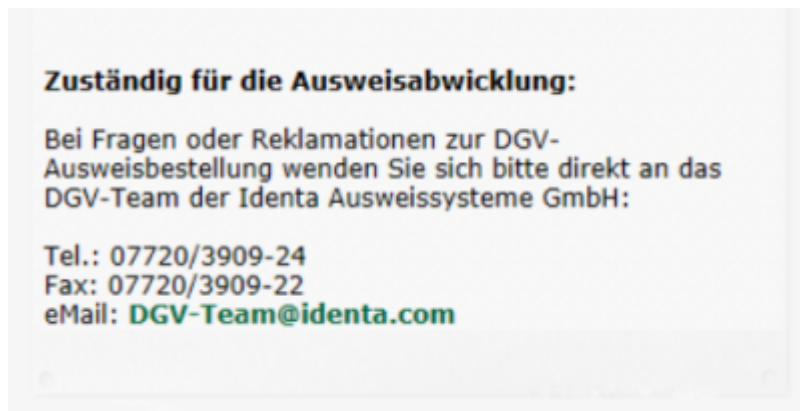 Zuständig für die Ausweisabwicklung:
Bei Fragen oder Reklamationen zur DGV-
Ausweisbestellung wenden Sie sich bitte direkt an das
DGV-Team der Identa Ausweissysteme GmbH:
Tel.: 07720/3909-24
Fax: 07720/3909-22
eMail: DGV-Team@identa.com